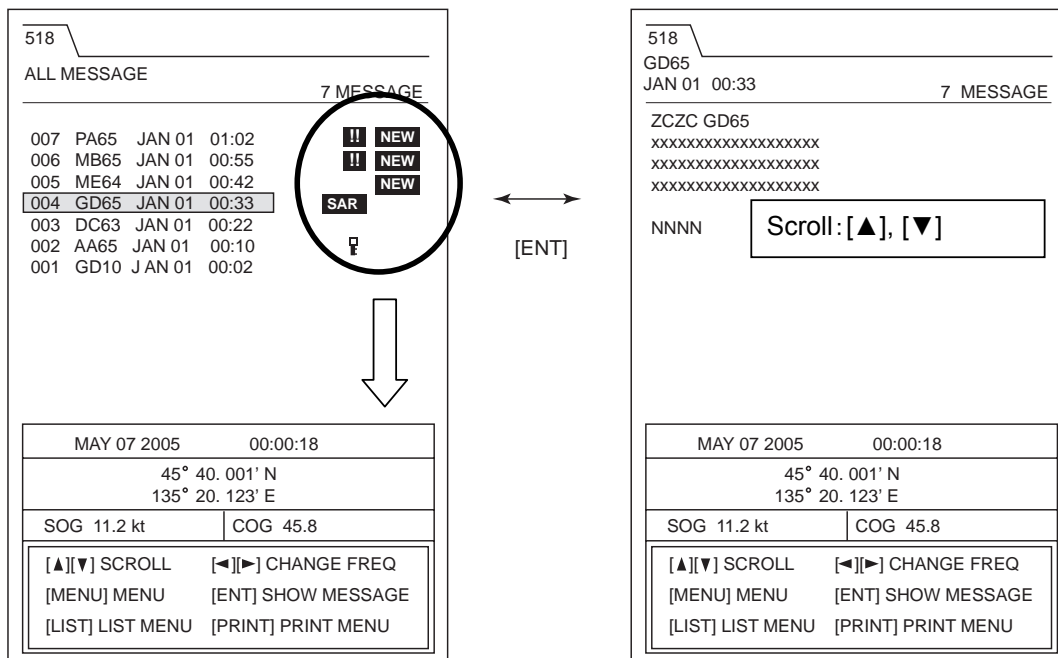 518
ALL MESSAGE
7 MESSAGE
007 PA65 JAN 01 01:02 !! NEW
006 MB65 JAN 01 00:55 !! NEW
005 ME64 JAN 01 00:42 NEW
004 GD65 JAN 01 00:33 SAR
003 DC63 JAN 01 00:22
002 AA65 JAN 01 00:10
001 GD10 J AN 01 00:02
MAY 07 2005 00:00:18
45° 40. 001' N
135° 20. 123' E
SOG 11.2 kt COG 45.8
[▲][▼] SCROLL [◄][►] CHANGE FREQ
[MENU] MENU [ENT] SHOW MESSAGE
[LIST] LIST MENU [PRINT] PRINT MENU
[ENT]
518
GD65
JAN 01 00:33 7 MESSAGE
ZCZC GD65
xxxxxxxxxxxxxxxxxxxx
xxxxxxxxxxxxxxxxxxxx
xxxxxxxxxxxxxxxxxxxx
NNNN
Scroll:[▲], [▼]
MAY 07 2005 00:00:18
45° 40. 001' N
135° 20. 123' E
SOG 11.2 kt COG 45.8
[▲][▼] SCROLL [◄][►] CHANGE FREQ
[MENU] MENU [ENT] SHOW MESSAGE
[LIST] LIST MENU [PRINT] PRINT MENU